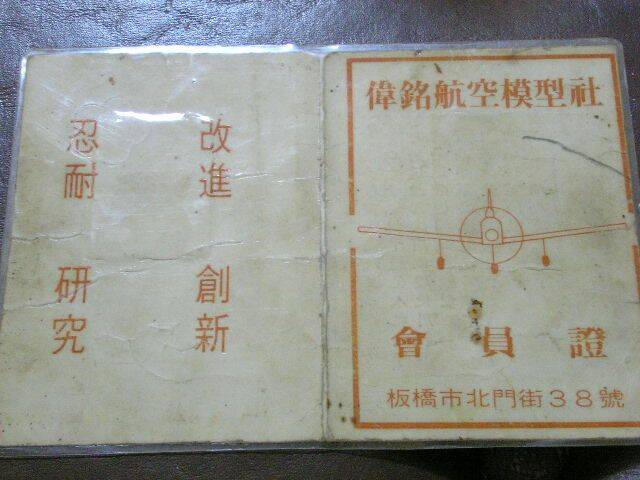 偉銘航空模型社
會員證
板橋市北門街38號
改進 創新
忍耐 研究